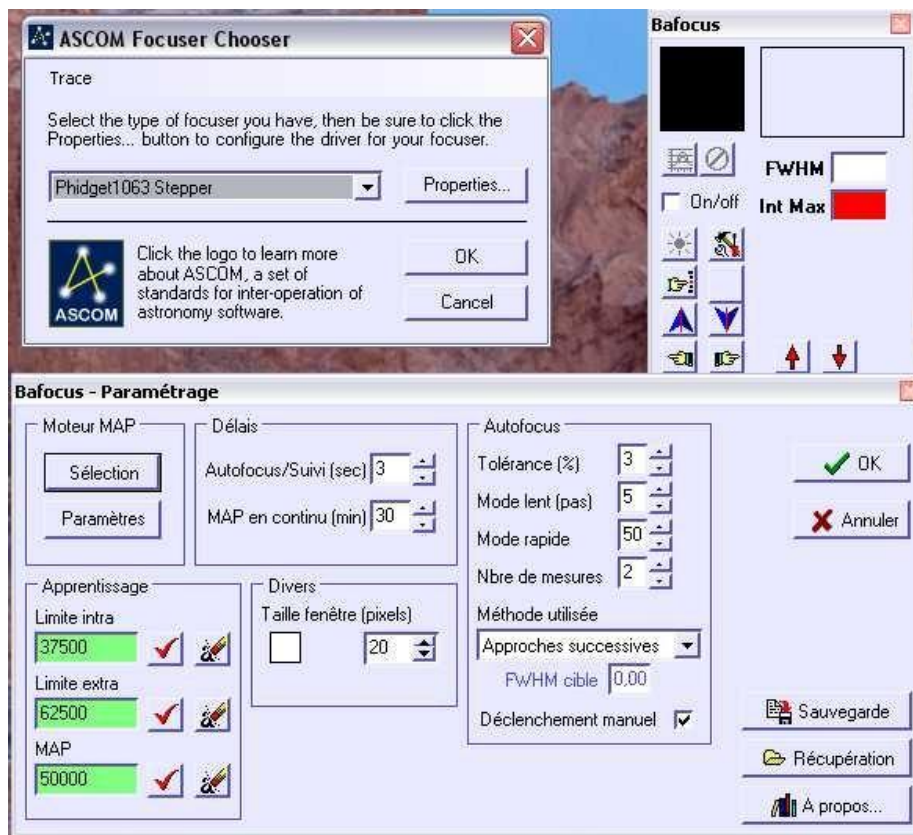 ASCOM Focuser Chooser
Trace
Select the type of focuser you have, then be sure to click the
Properties... button to configure the driver for your focuser.
Phidget1063 Stepper
Properties...
Click the logo to learn more
about ASCOM, a set of
standards for inter-operation of
astronomy software.
ASCOM
OK
Cancel
Bafocus
FWHM
On/off
Int Max
Bafocus - Paramétrage
Moteur MAP
Sélection
Paramètres
Délais
Autofocus/Suivi (sec) 3
MAP en continu (min) 30
Autofocus
Tolérance (%) 3
Mode lent (pas) 5
Mode rapide 50
Nbre de mesures 2
Méthode utilisée
Approches successives
FWHM cible 0,00
Déclenchement manuel
OK
Annuler
Apprentissage
Limite intra
37500
Limite extra
62500
MAP
50000
Divers
Taille fenêtre (pixels)
20
Sauvegarde
Récupération
A propos...